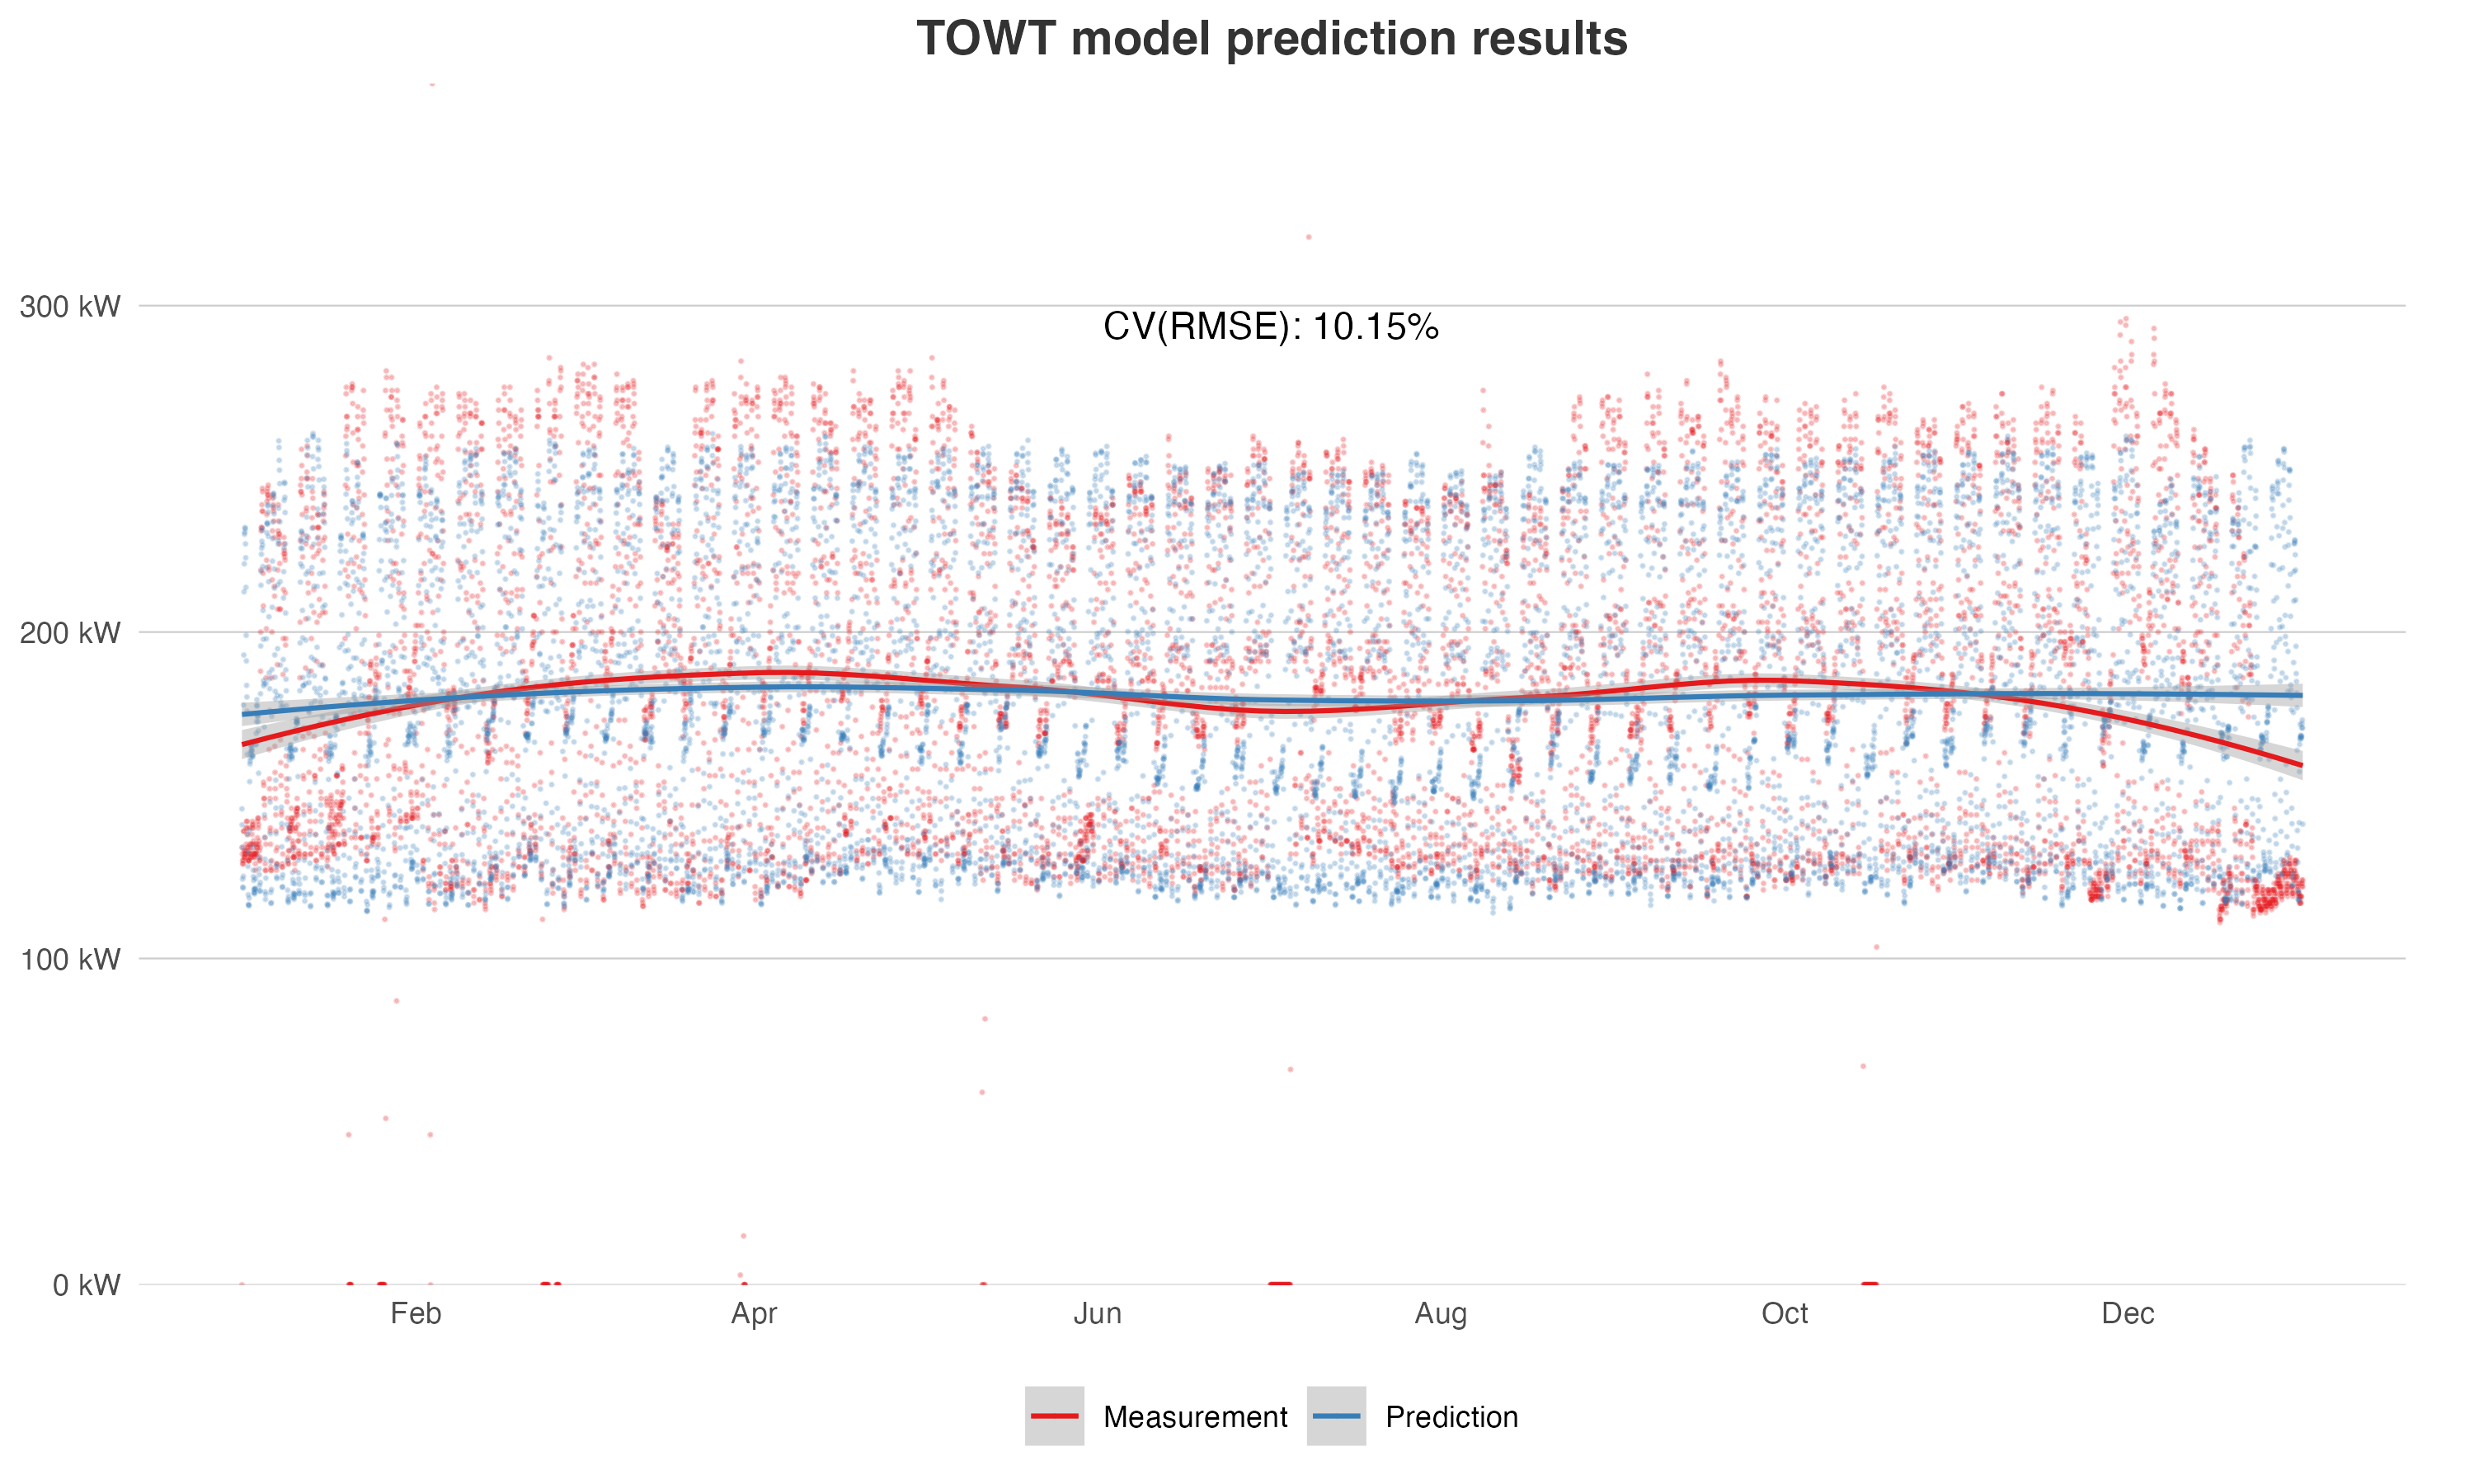 TOWT model prediction results
300 kW
CV(RMSE): 10.15%
200 kW
100 kW
0 kW
Feb Apr Jun Aug Oct Dec
Measurement Prediction